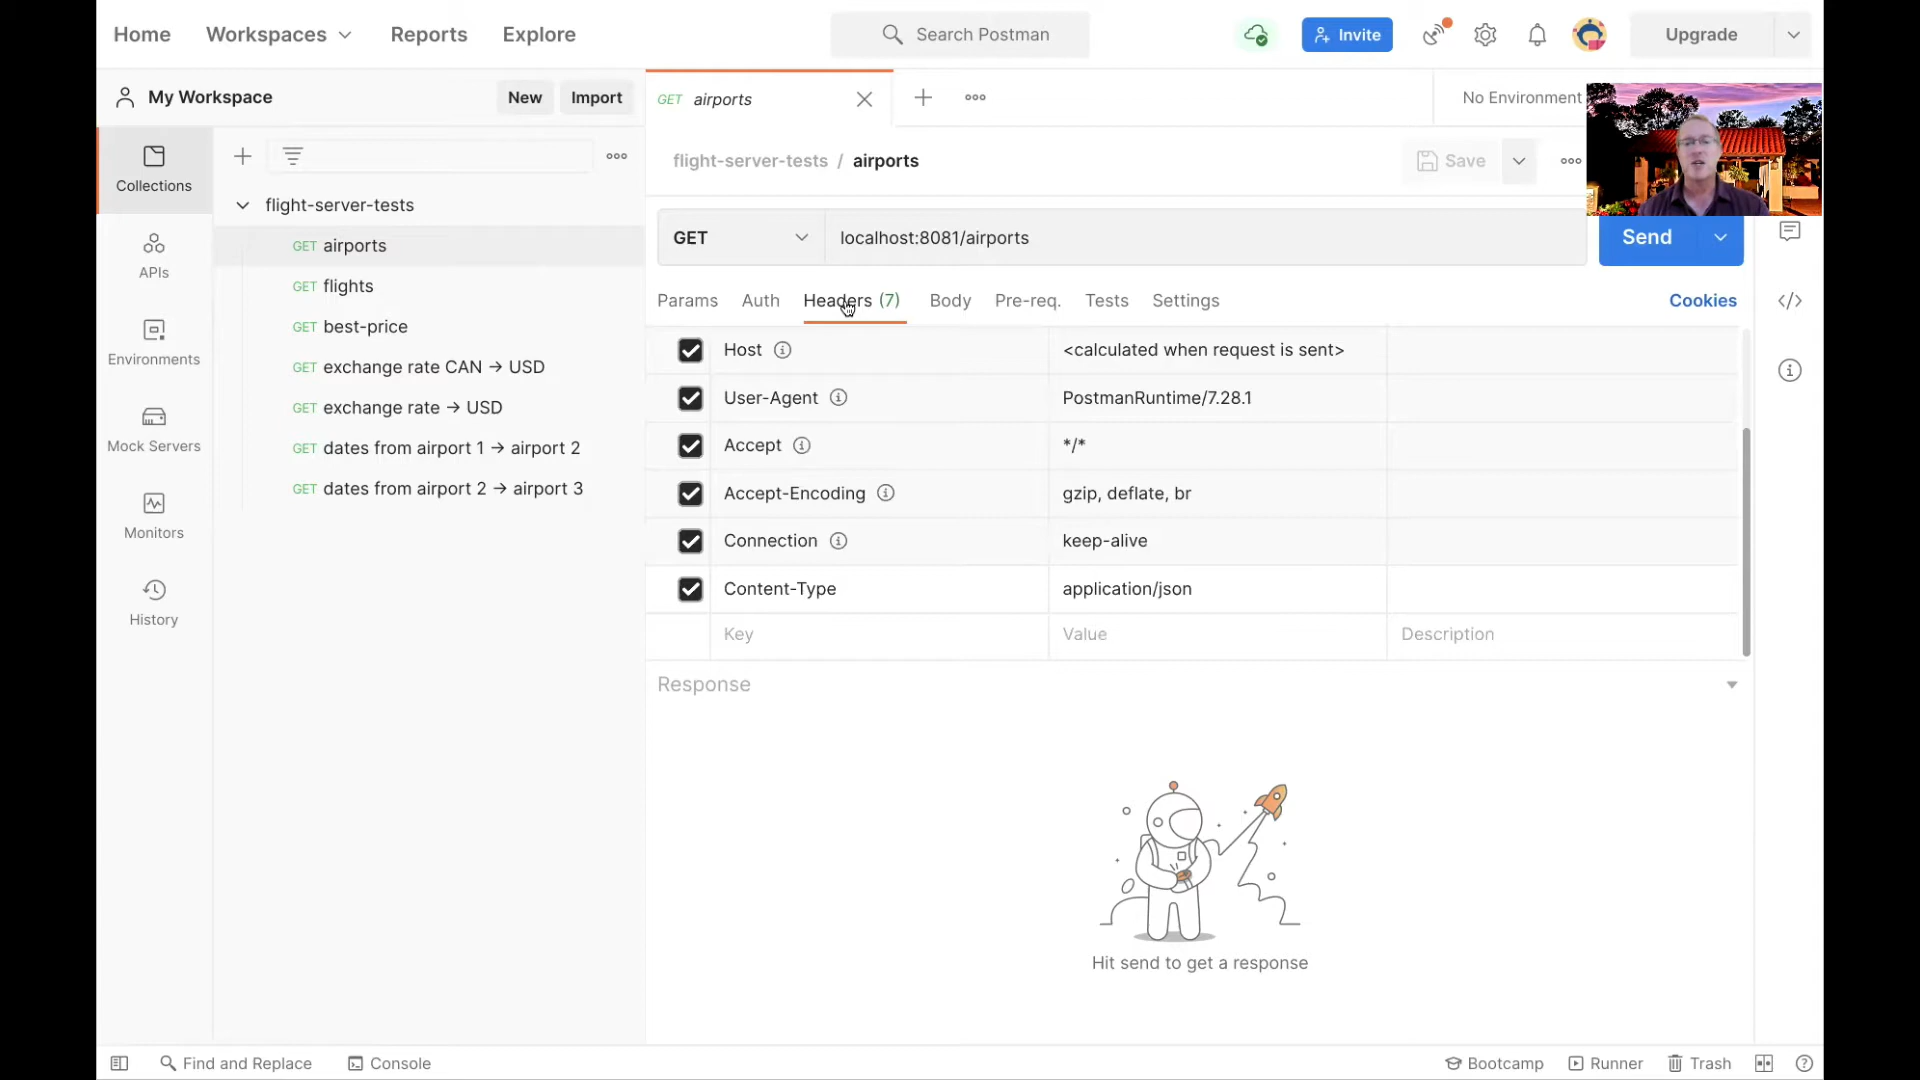 Home Workspaces Reports Explore Search Postman Invite Upgrade
My Workspace New Import GET airports No Environment
Collections
APIs
Environments
Mock Servers
Monitors
History
flight-server-tests
GET airports
GET flights
GET best-price
GET exchange rate CAN → USD
GET exchange rate → USD
GET dates from airport 1 → airport 2
GET dates from airport 2 → airport 3
flight-server-tests / airports Save
GET localhost:8081/airports Send
Params Auth Headers (7) Body Pre-req. Tests Settings Cookies
Host <calculated when request is sent>
User-Agent PostmanRuntime/7.28.1
Accept */*
Accept-Encoding gzip, deflate, br
Connection keep-alive
Content-Type application/json
Key Value Description
Response
Hit send to get a response
Find and Replace Console Bootcamp Runner Trash